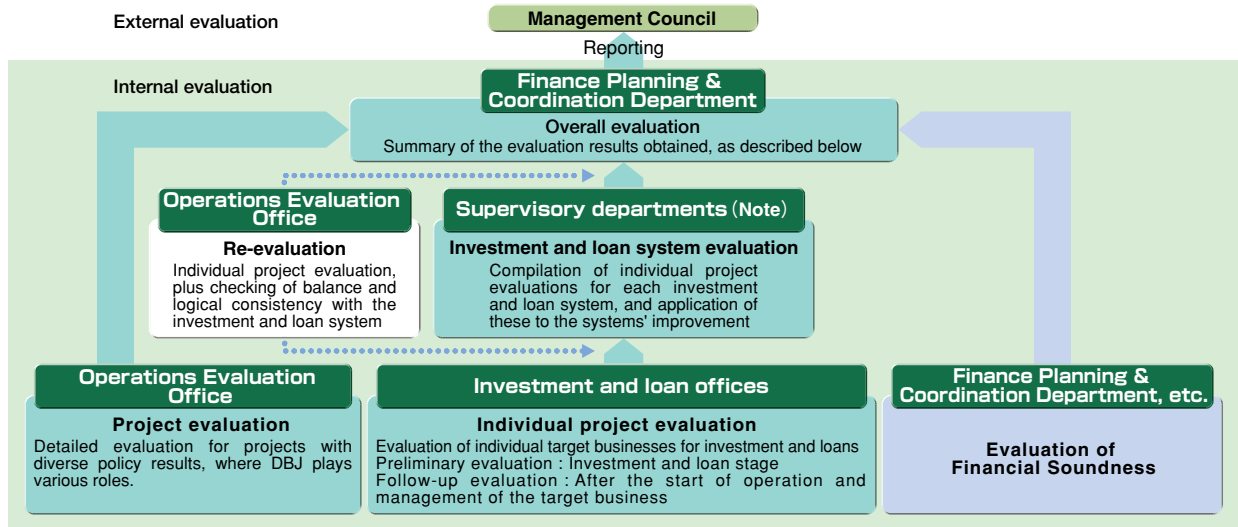 External evaluation
Management Council
Reporting
Internal evaluation
Finance Planning &
Coordination Department
Overall evaluation
Summary of the evaluation results obtained, as described below
Operations Evaluation
Office
Re-evaluation
Individual project evaluation,
plus checking of balance and
logical consistency with the
investment and loan system
Supervisory departments (Note)
Investment and loan system evaluation
Compilation of individual project
evaluations for each investment
and loan system, and application of
these to the systems' improvement
Operations Evaluation
Office
Project evaluation
Detailed evaluation for projects with
diverse policy results, where DBJ plays
various roles.
Investment and loan offices
Individual project evaluation
Evaluation of individual target businesses for investment and loans
Preliminary evaluation : Investment and loan stage
Follow-up evaluation : After the start of operation and
management of the target business
Finance Planning &
Coordination Department, etc.
Evaluation of
Financial Soundness